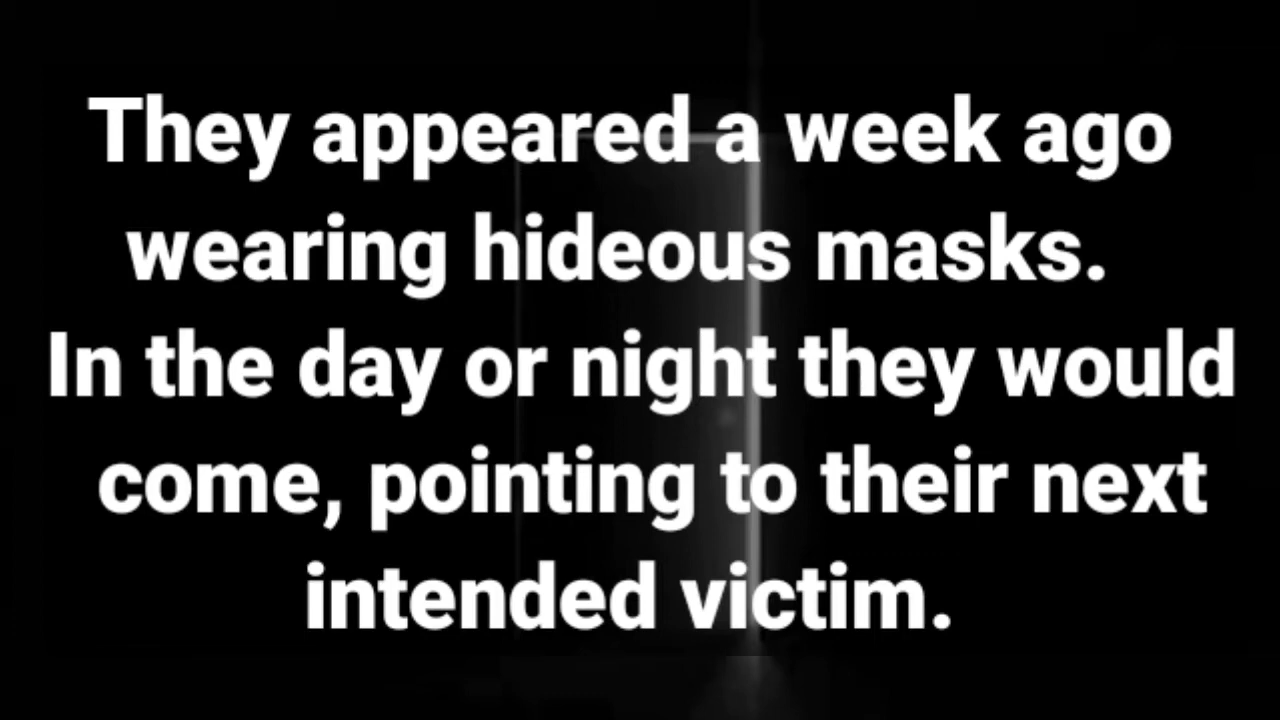 They appeared a week ago
wearing hideous masks.
In the day or night they would
come, pointing to their next
intended victim.